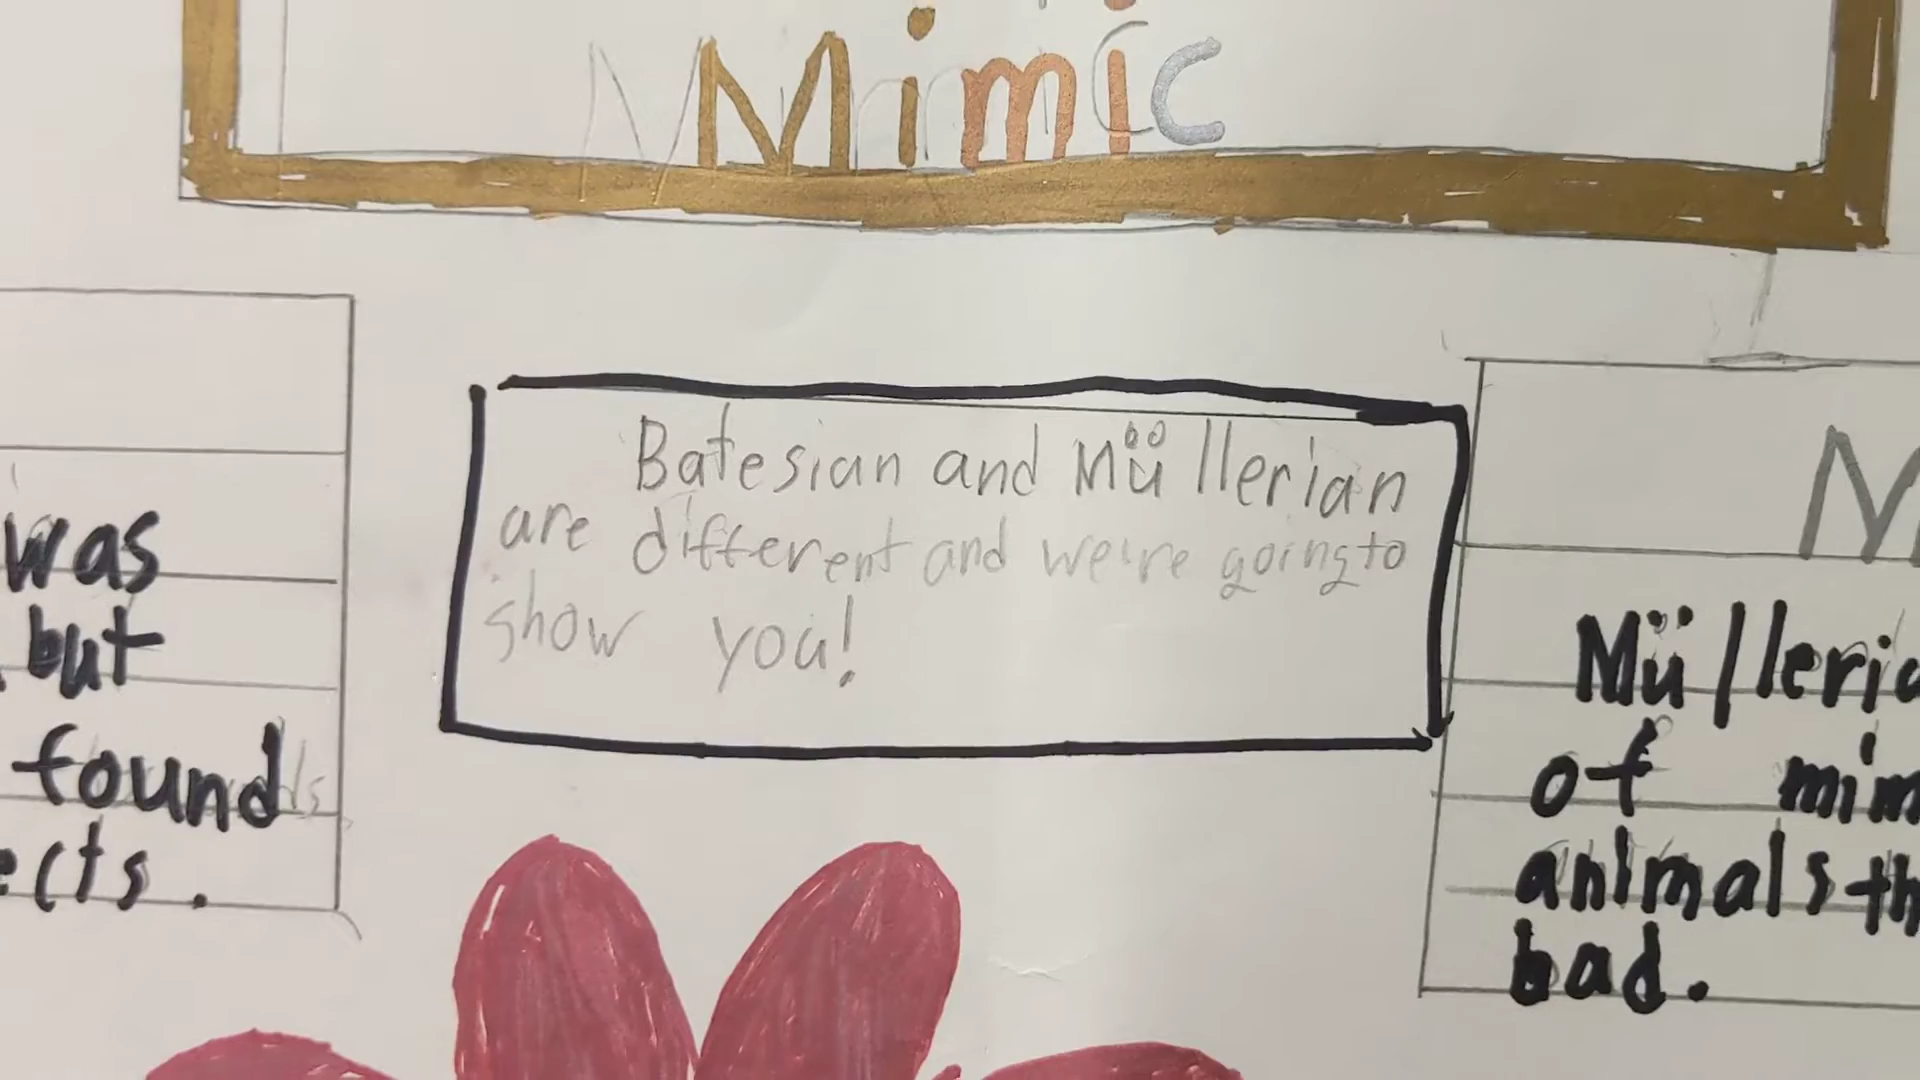 Mimic
was
but
found
ects.
Batesian and Müllerian
are different and we're going to
show you!
M
Mülleria
of mim
animals th
bad.